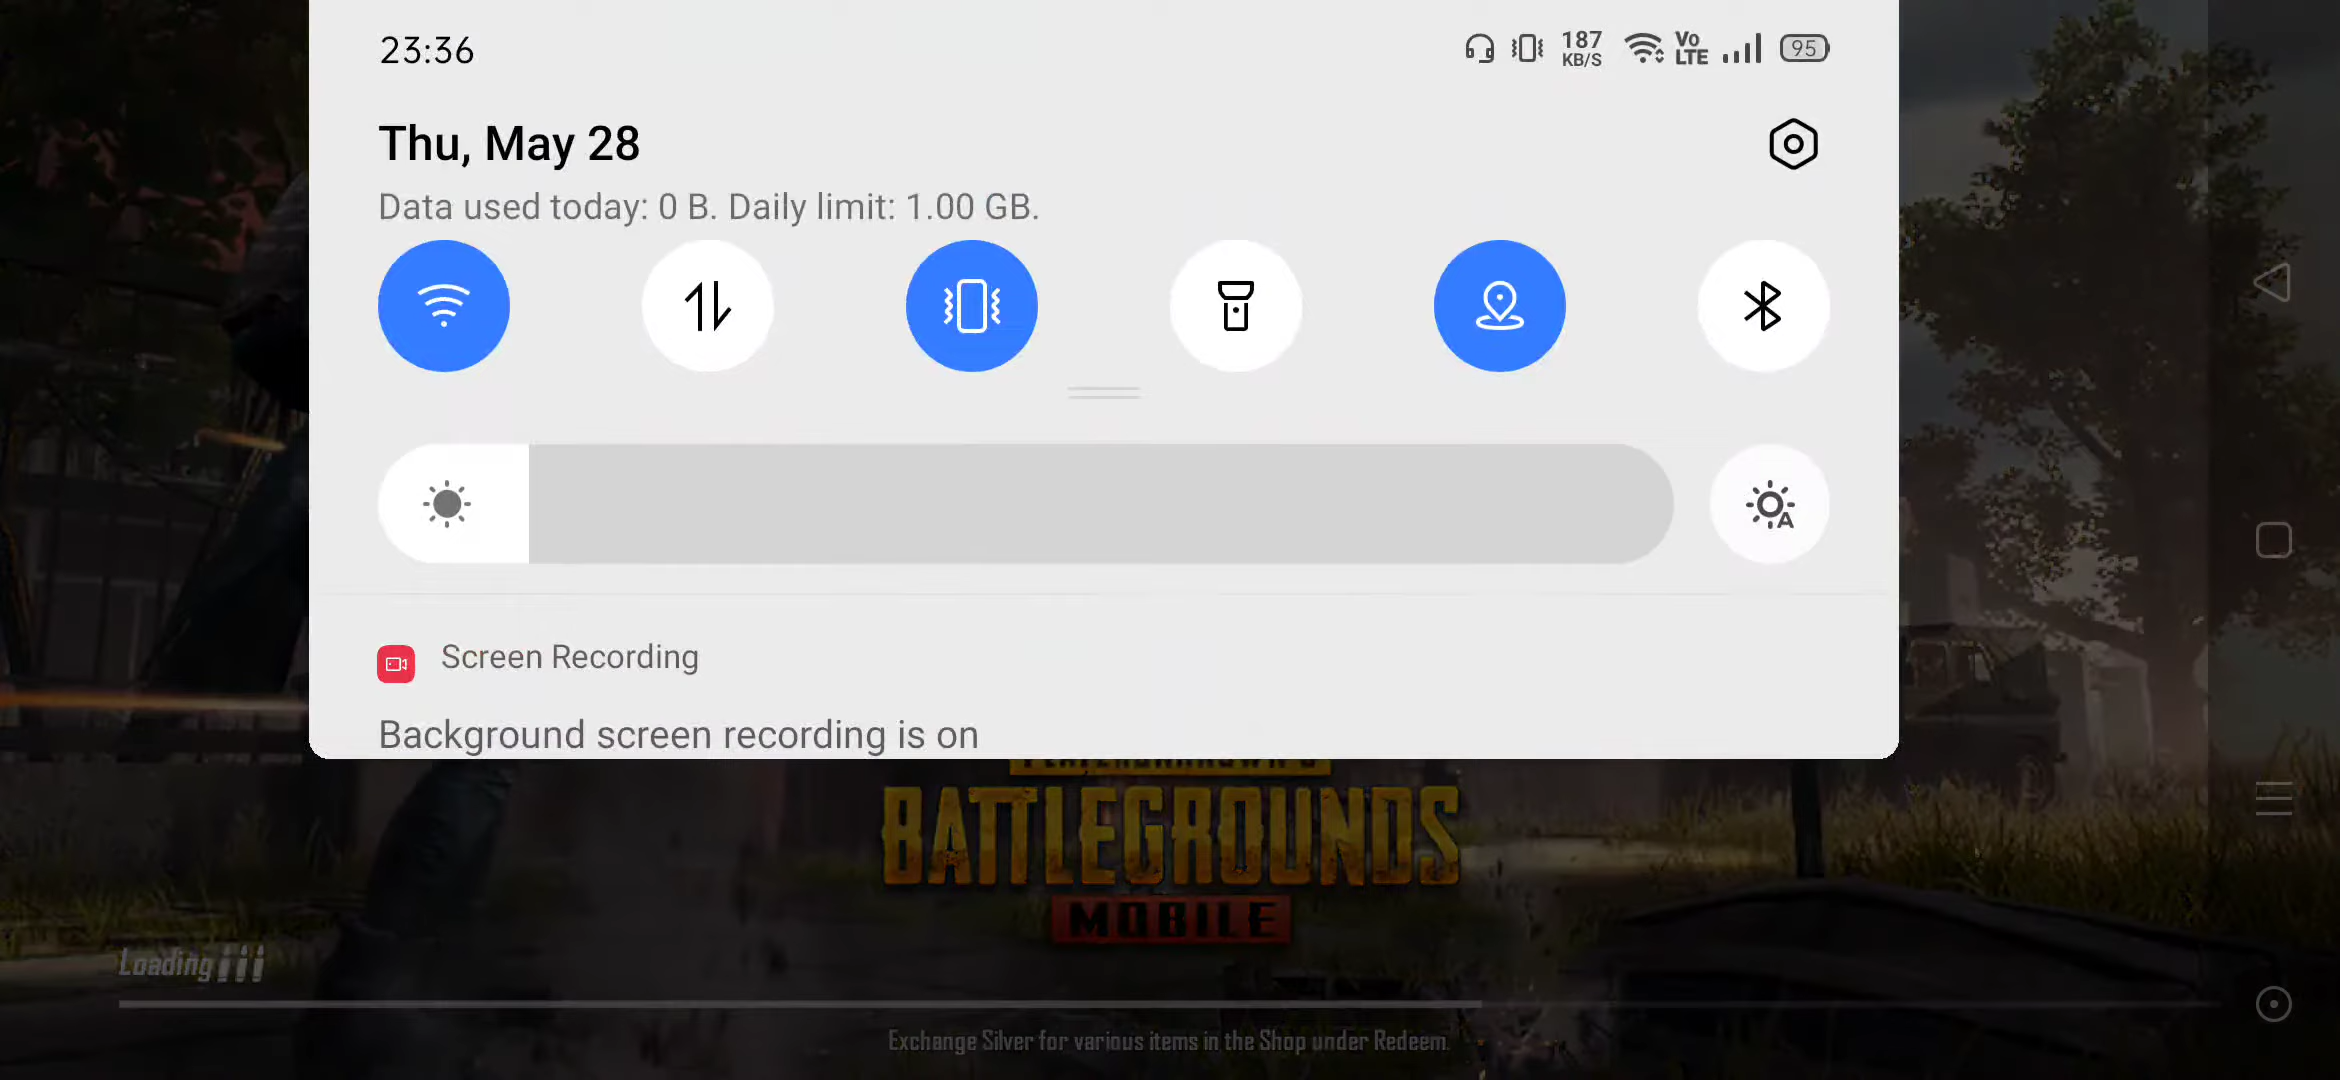 23:36
187
KB/S
Vo
LTE
95
Thu, May 28
Data used today: 0 B. Daily limit: 1.00 GB.
A
Screen Recording
Background screen recording is on
BATTLEGROUNDS
MOBILE
Loading
Exchange Silver for various items in the Shop under Redeem.